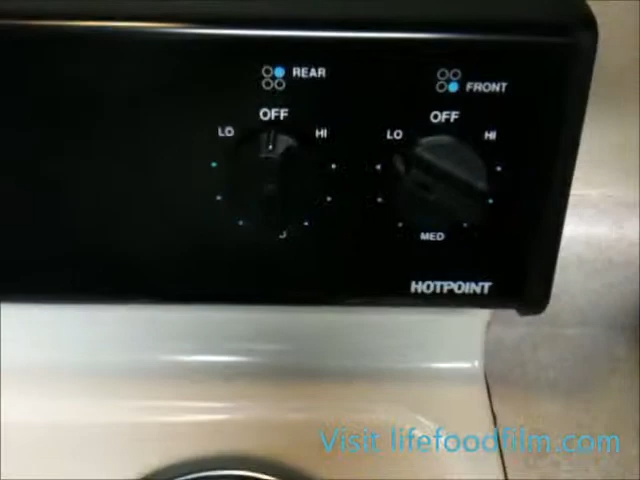 REAR
FRONT
OFF
OFF
LO
HI
LO
HI
MED
HOTPOINT
Visit lifefoodfilm.com